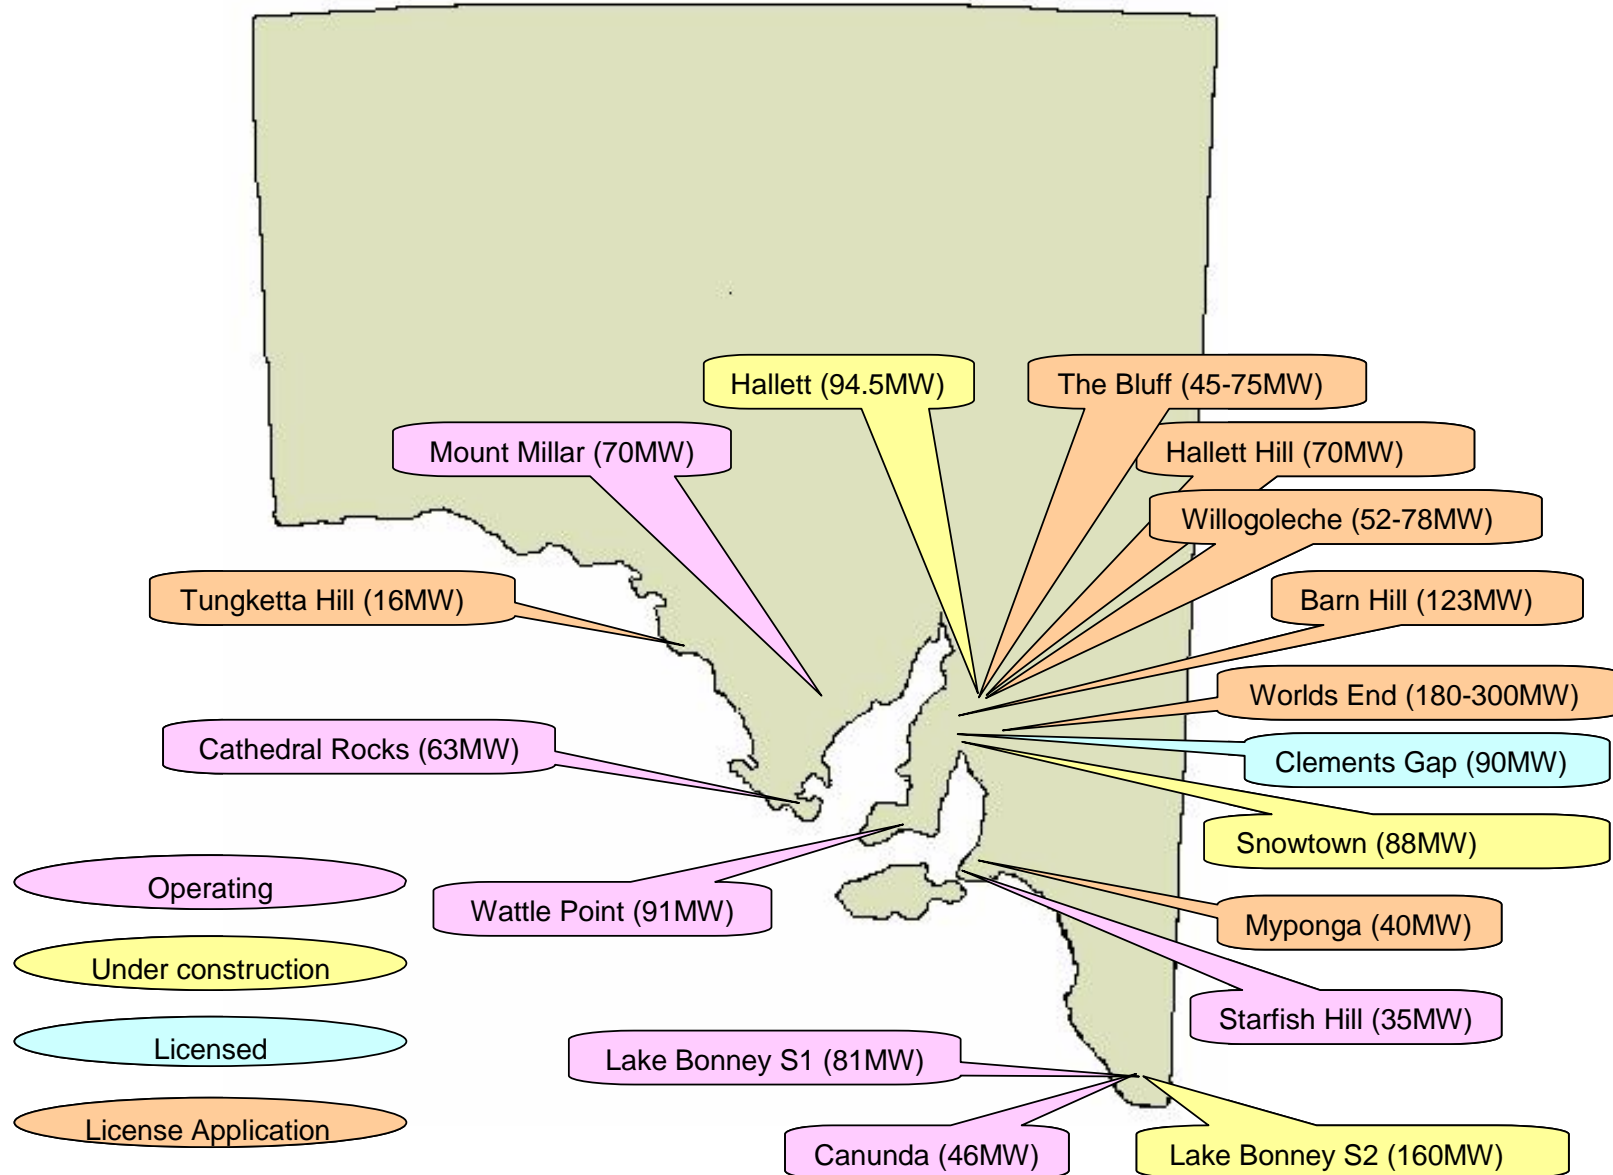 Hallett (94.5MW)
The Bluff (45-75MW)
Mount Millar (70MW)
Hallett Hill (70MW)
Willogoleche (52-78MW)
Tungketta Hill (16MW)
Barn Hill (123MW)
Worlds End (180-300MW)
Cathedral Rocks (63MW)
Clements Gap (90MW)
Snowtown (88MW)
Operating
Wattle Point (91MW)
Myponga (40MW)
Under construction
Starfish Hill (35MW)
Licensed
Lake Bonney S1 (81MW)
License Application
Canunda (46MW)
Lake Bonney S2 (160MW)